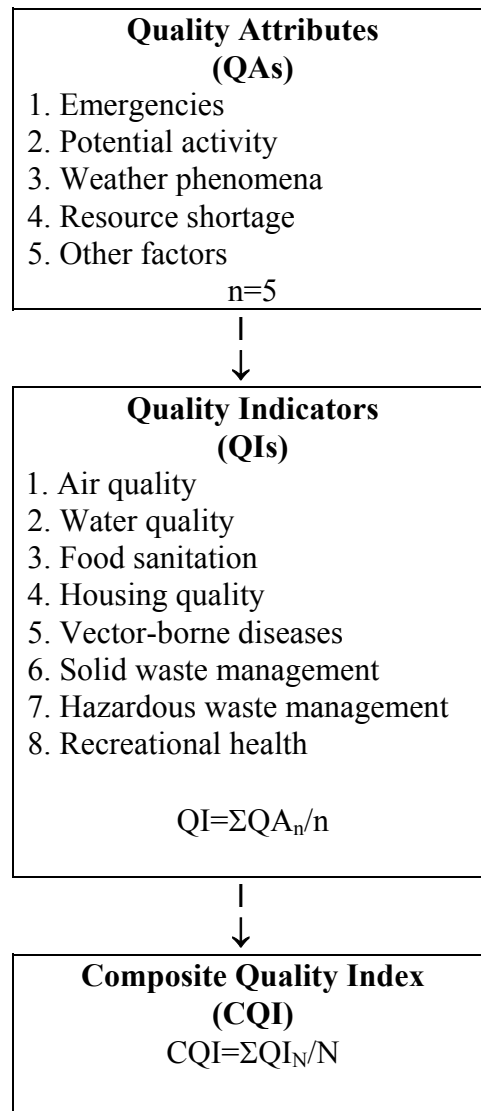 Quality Attributes
(QAs)
1. Emergencies
2. Potential activity
3. Weather phenomena
4. Resource shortage
5. Other factors
n=5
Quality Indicators
(QIs)
1. Air quality
2. Water quality
3. Food sanitation
4. Housing quality
5. Vector-borne diseases
6. Solid waste management
7. Hazardous waste management
8. Recreational health
QI=ΣQAₙ/n
Composite Quality Index
(CQI)
CQI=ΣQI_N/N